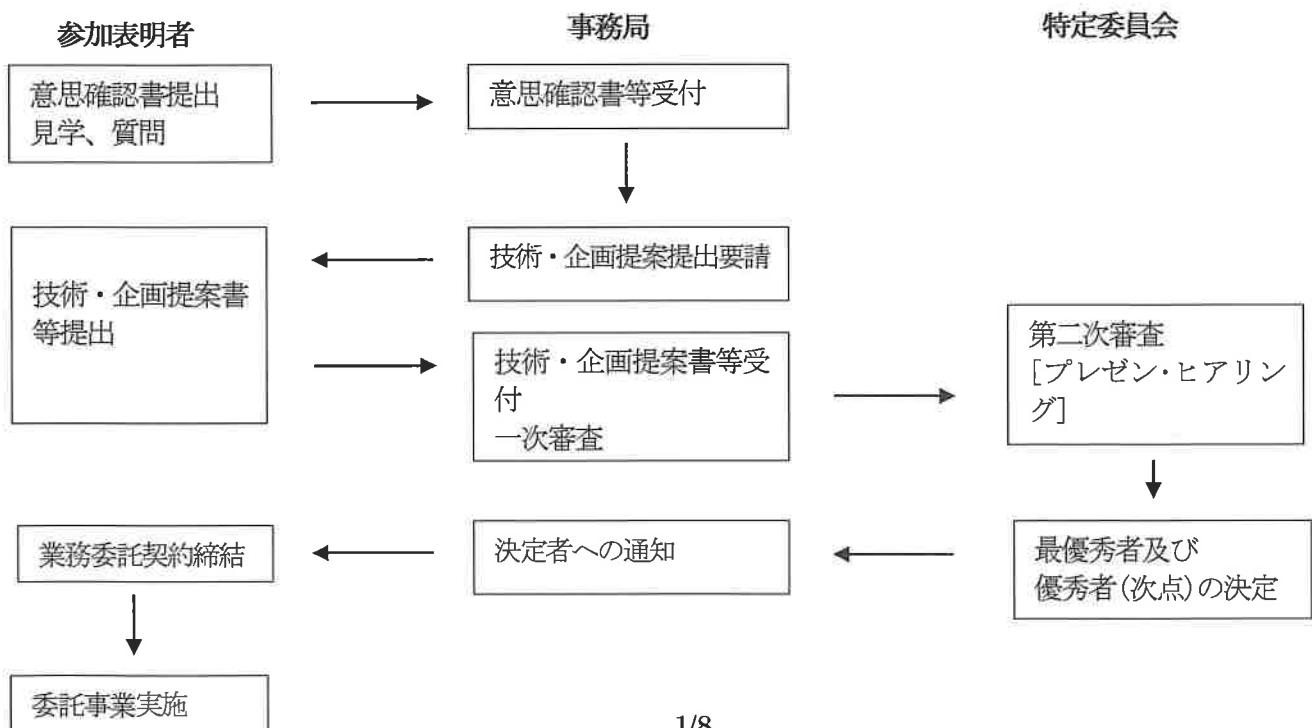 参加表明者
事務局
特定委員会
意思確認書提出
見学、質問
意思確認書等受付
技術・企画提案書
等提出
技術・企画提案提出要請
技術・企画提案書等受
付
一次審査
第二次審査
[プレゼン・ヒアリン
グ]
業務委託契約締結
決定者への通知
最優秀者及び
優秀者(次点)の決定
委託事業実施
1/8